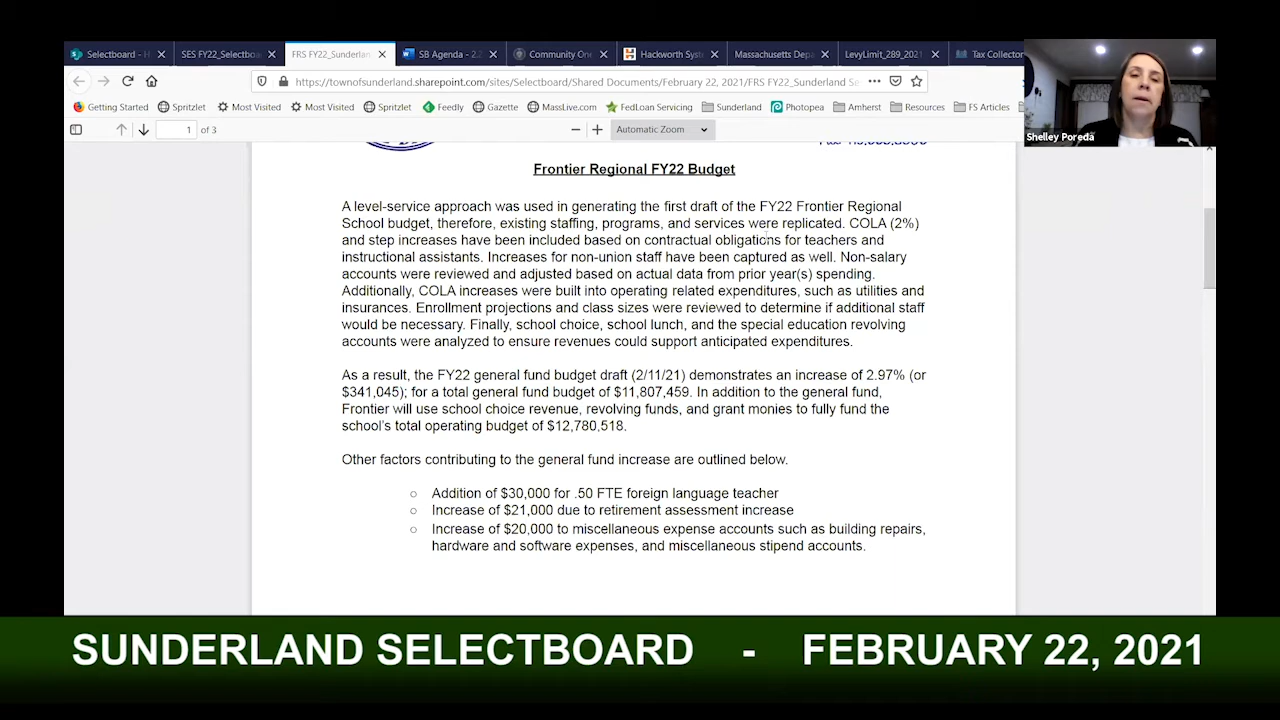 Selectboard - H
SES FY22_Selectbo
FRS FY22_Sunderlan
SB Agenda - 2.2
Community One
Hackworth Syst
Massachusetts Depa
LevyLimit_289_2021
Tax Collector
https://townofsunderland.sharepoint.com/sites/Selectboard/Shared Documents/February 22, 2021/FRS FY22_Sunderland Se
Getting Started
Spritzlet
Most Visited
Most Visited
Spritzlet
Feedly
Gazette
MassLive.com
FedLoan Servicing
Sunderland
Photopea
Amherst
Resources
FS Articles
Shelley Poreda
1 of 3
Automatic Zoom
Frontier Regional FY22 Budget
A level-service approach was used in generating the first draft of the FY22 Frontier Regional
School budget, therefore, existing staffing, programs, and services were replicated. COLA (2%)
and step increases have been included based on contractual obligations for teachers and
instructional assistants. Increases for non-union staff have been captured as well. Non-salary
accounts were reviewed and adjusted based on actual data from prior year(s) spending.
Additionally, COLA increases were built into operating related expenditures, such as utilities and
insurances. Enrollment projections and class sizes were reviewed to determine if additional staff
would be necessary. Finally, school choice, school lunch, and the special education revolving
accounts were analyzed to ensure revenues could support anticipated expenditures.
As a result, the FY22 general fund budget draft (2/11/21) demonstrates an increase of 2.97% (or
$341,045); for a total general fund budget of $11,807,459. In addition to the general fund,
Frontier will use school choice revenue, revolving funds, and grant monies to fully fund the
school's total operating budget of $12,780,518.
Other factors contributing to the general fund increase are outlined below.
○ Addition of $30,000 for .50 FTE foreign language teacher
○ Increase of $21,000 due to retirement assessment increase
○ Increase of $20,000 to miscellaneous expense accounts such as building repairs,
hardware and software expenses, and miscellaneous stipend accounts.
SUNDERLAND SELECTBOARD - FEBRUARY 22, 2021